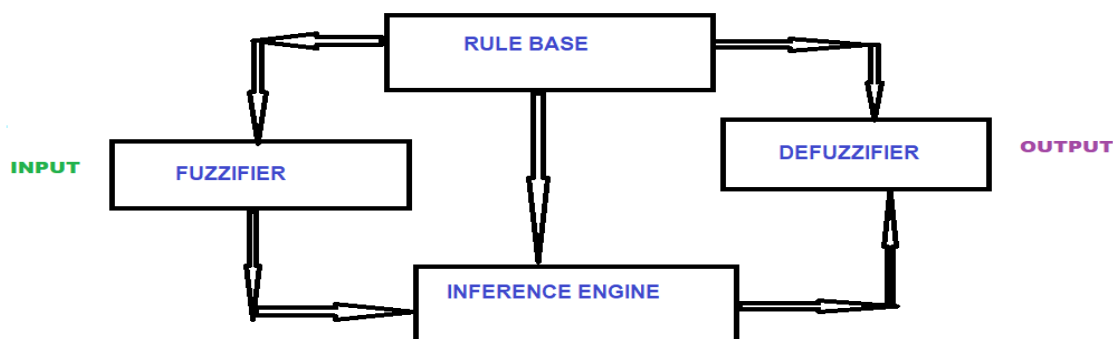 RULE BASE
INPUT
FUZZIFIER
DEFUZZIFIER
OUTPUT
INFERENCE ENGINE